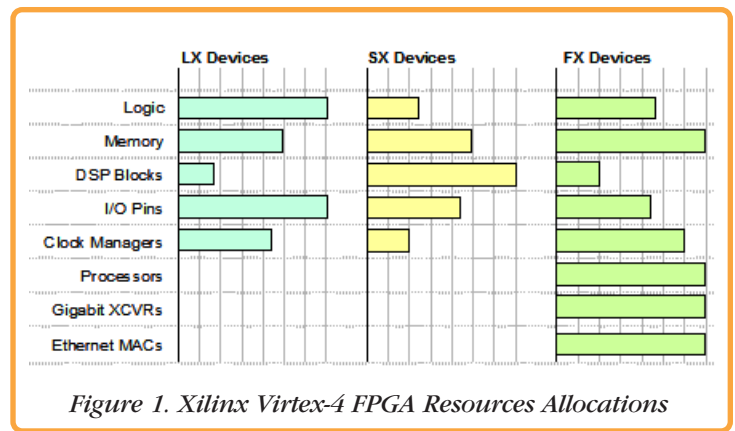 LX Devices SX Devices FX Devices
Logic
Memory
DSP Blocks
I/O Pins
Clock Managers
Processors
Gigabit XCVRs
Ethernet MACs
Figure 1. Xilinx Virtex-4 FPGA Resources Allocations